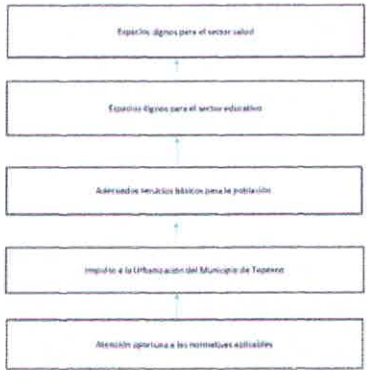 Espacios dignos para el sector salud
Espacios dignos para el sector educativo
Adecuados servicios básicos para la población
Impulso a la Urbanización del Municipio de Tepexco
Atención oportuna a las normativas aplicables